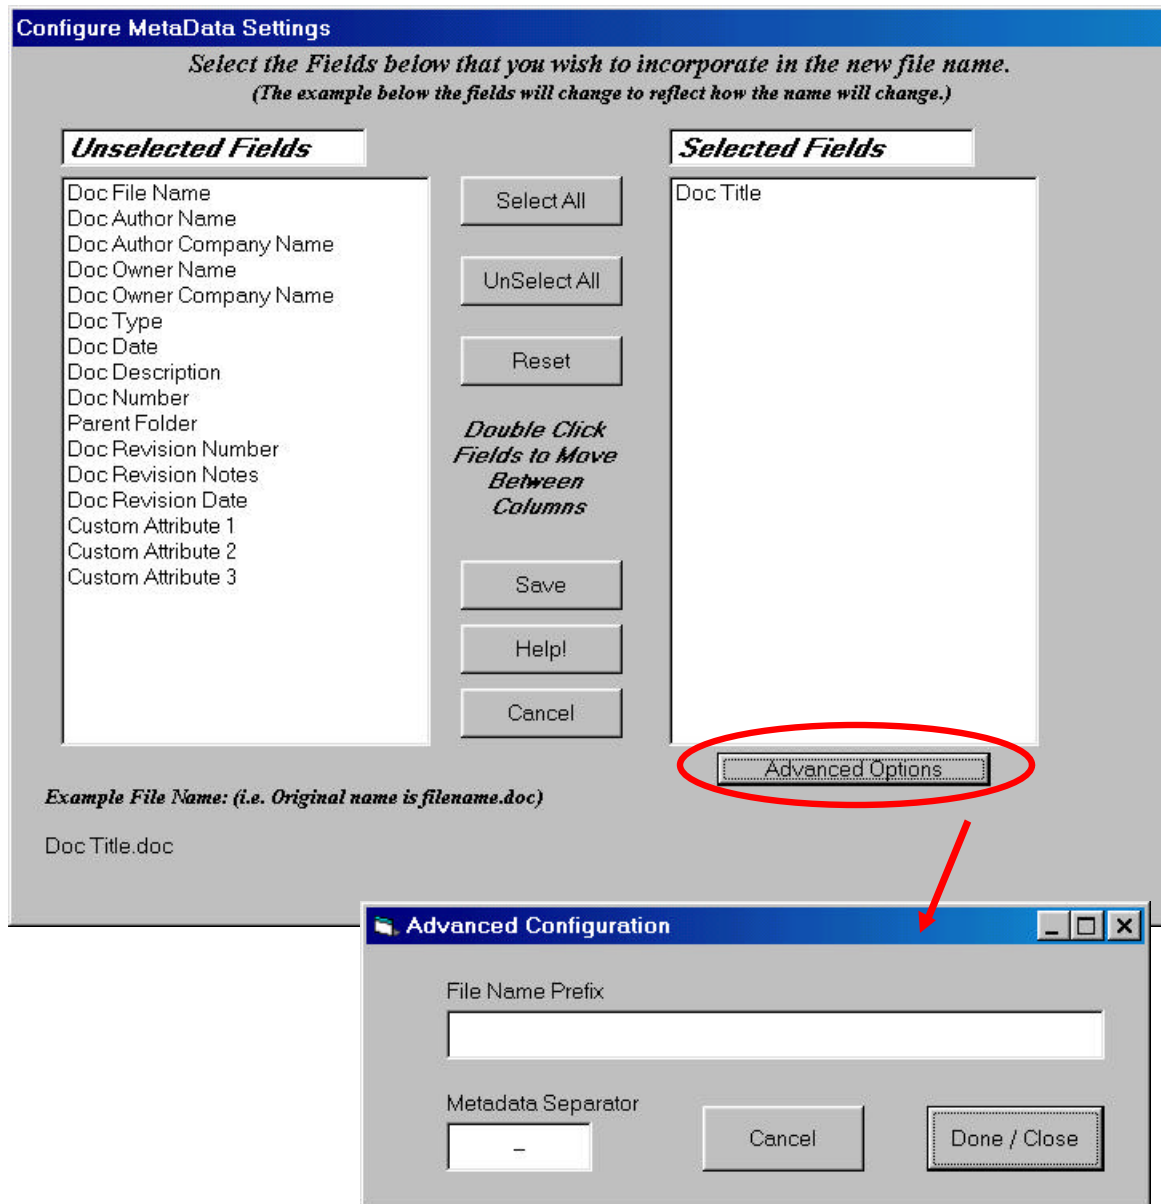 Configure MetaData Settings
Select the Fields below that you wish to incorporate in the new file name.
(The example below the fields will change to reflect how the name will change.)
Unselected Fields
Doc File Name
Doc Author Name
Doc Author Company Name
Doc Owner Name
Doc Owner Company Name
Doc Type
Doc Date
Doc Description
Doc Number
Parent Folder
Doc Revision Number
Doc Revision Notes
Doc Revision Date
Custom Attribute 1
Custom Attribute 2
Custom Attribute 3
Select All
UnSelect All
Reset
Double Click
Fields to Move
Between
Columns
Save
Help!
Cancel
Selected Fields
Doc Title
Advanced Options
Example File Name: (i.e. Original name is filename.doc)
Doc Title.doc
Advanced Configuration
File Name Prefix
Metadata Separator
_
Cancel
Done / Close